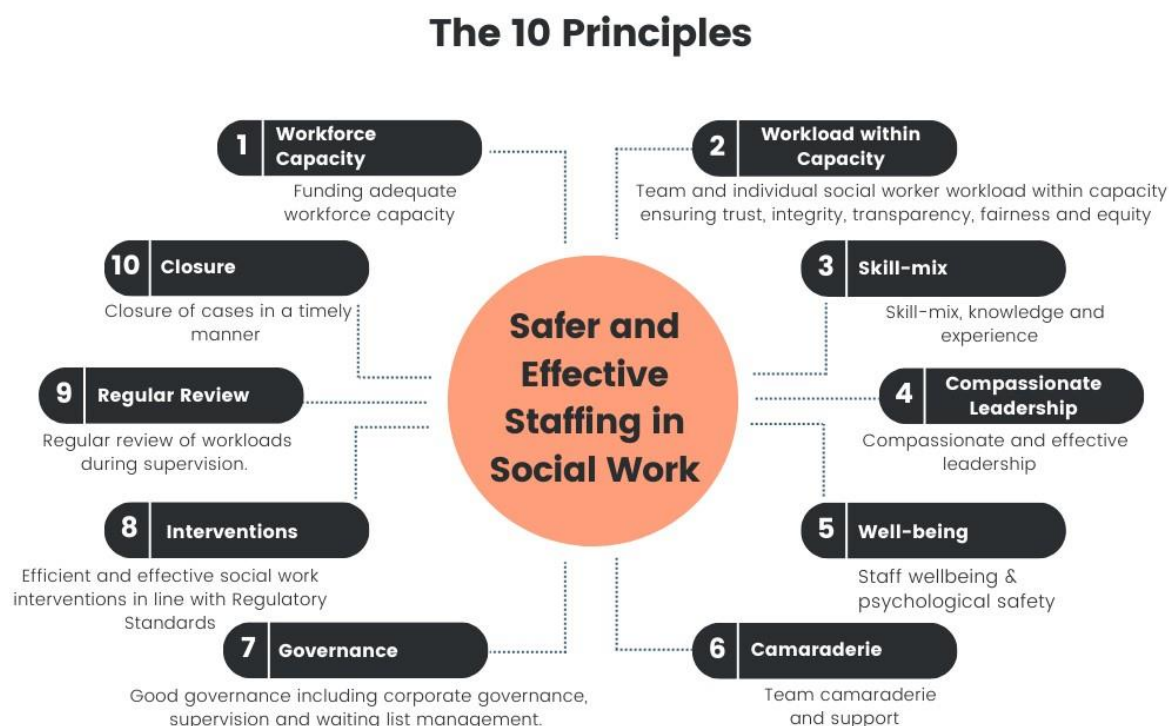 The 10 Principles
1
Workforce
Capacity
Funding adequate
workforce capacity
2
Workload within
Capacity
Team and individual social worker workload within capacity
ensuring trust, integrity, transparency, fairness and equity
3
Skill-mix
Skill-mix, knowledge and
experience
4
Compassionate
Leadership
Compassionate and effective
leadership
5
Well-being
Staff wellbeing &
psychological safety
6
Camaraderie
Team camaraderie
and support
7
Governance
Good governance including corporate governance,
supervision and waiting list management.
8
Interventions
Efficient and effective social work
interventions in line with Regulatory
Standards
9
Regular Review
Regular review of workloads
during supervision.
10
Closure
Closure of cases in a timely
manner
Safer and
Effective
Staffing in
Social Work